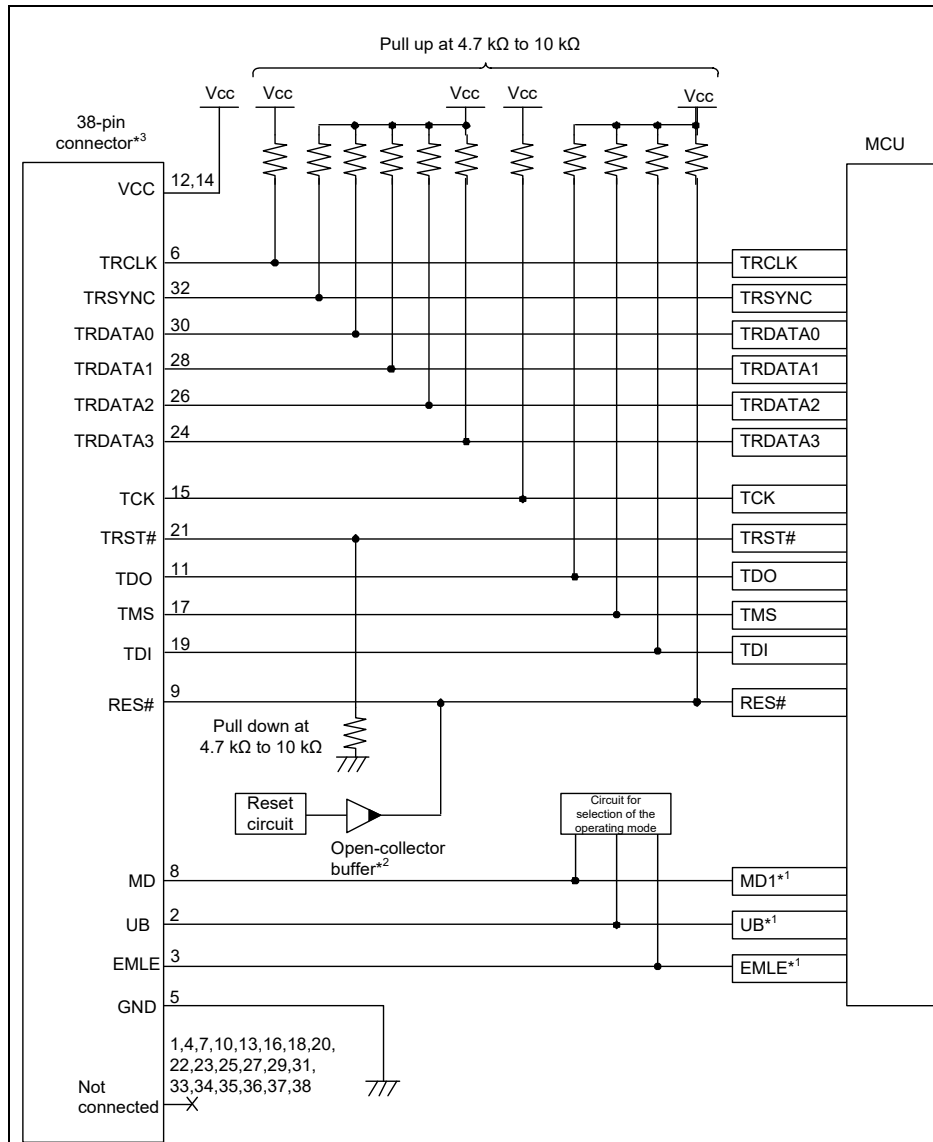 Pull up at 4.7 kΩ to 10 kΩ
Vcc Vcc Vcc Vcc Vcc
38-pin
connector*3
MCU
VCC 12,14
TRCLK 6 TRCLK
TRSYNC 32 TRSYNC
TRDATA0 30 TRDATA0
TRDATA1 28 TRDATA1
TRDATA2 26 TRDATA2
TRDATA3 24 TRDATA3
TCK 15 TCK
TRST# 21 TRST#
TDO 11 TDO
TMS 17 TMS
TDI 19 TDI
RES# 9 RES#
Pull down at
4.7 kΩ to 10 kΩ
Reset
circuit
Open-collector
buffer*2
Circuit for
selection of the
operating mode
MD 8 MD1*1
UB 2 UB*1
EMLE 3 EMLE*1
GND 5
1,4,7,10,13,16,18,20,
22,23,25,27,29,31,
33,34,35,36,37,38
Not
connected